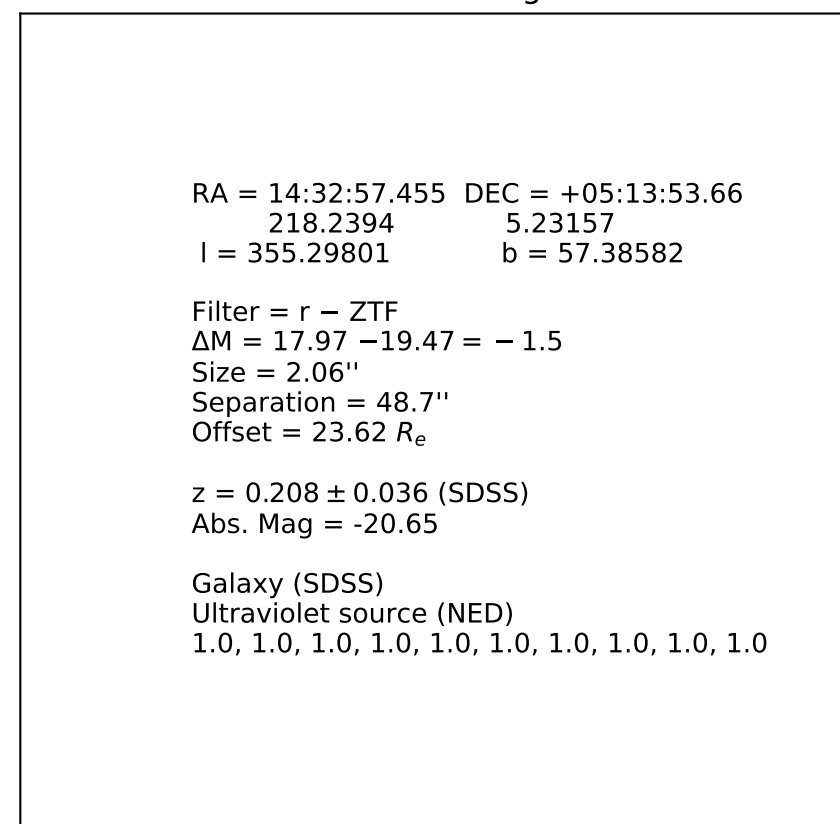 RA = 14:32:57.455  DEC = +05:13:53.66
218.2394  5.23157
l = 355.29801  b = 57.38582
Filter = r − ZTF
ΔM = 17.97 −19.47 = − 1.5
Size = 2.06''
Separation = 48.7''
Offset = 23.62 Rₑ
z = 0.208 ± 0.036 (SDSS)
Abs. Mag = -20.65
Galaxy (SDSS)
Ultraviolet source (NED)
1.0, 1.0, 1.0, 1.0, 1.0, 1.0, 1.0, 1.0, 1.0, 1.0